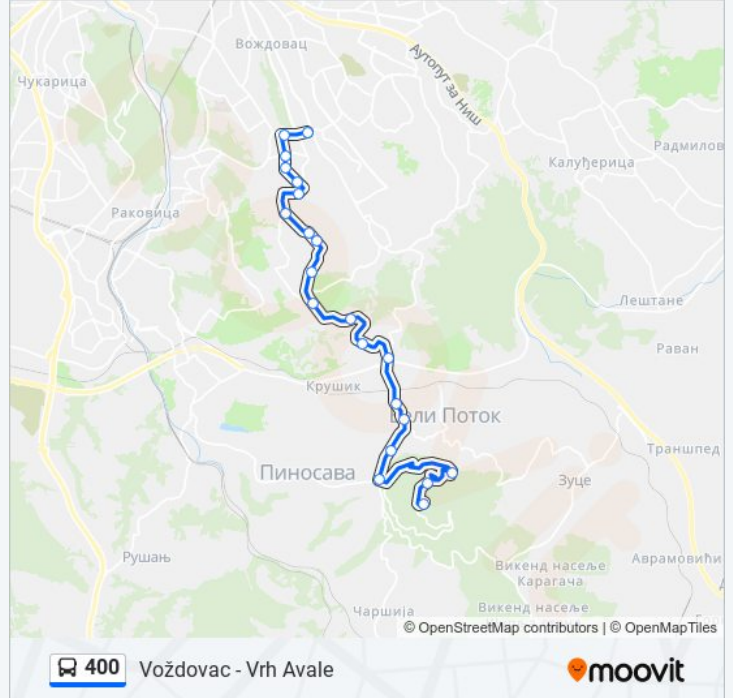 Вождовац
Чукарица
Аутопут за Ниш
Радмилов
Калуђерица
Раковица
Лештане
Раван
Крушик
Бели Поток
Траншпед
Пиносава
Зуце
Рушањ
Аврамовићи
Викенд насеље
Карагача
Викенд насеље
Чаршија
© OpenStreetMap contributors | © OpenMapTiles
400 Voždovac - Vrh Avale
moovit